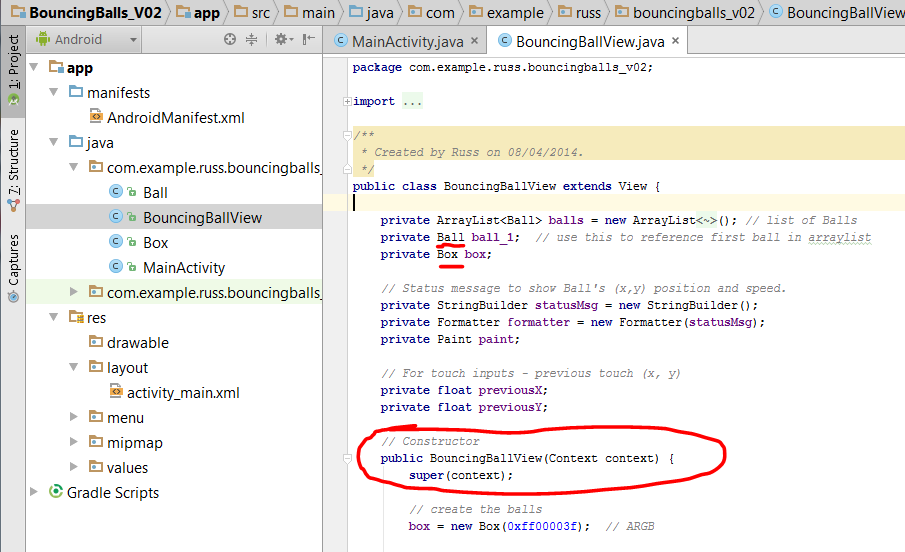 BouncingBalls_V02 app src main java com example russ bouncingballs_v02 BouncingBallView
1: Project
7: Structure
Captures
Android
app
manifests
AndroidManifest.xml
java
com.example.russ.bouncingballs_
Ball
BouncingBallView
Box
MainActivity
com.example.russ.bouncingballs_
res
drawable
layout
activity_main.xml
menu
mipmap
values
Gradle Scripts
MainActivity.java × BouncingBallView.java ×
package com.example.russ.bouncingballs_v02;
import ...
/**
* Created by Russ on 08/04/2014.
*/
public class BouncingBallView extends View {
private ArrayList<Ball> balls = new ArrayList<~>(); // list of Balls
private Ball ball_1;  // use this to reference first ball in arraylist
private Box box;
// Status message to show Ball's (x,y) position and speed.
private StringBuilder statusMsg = new StringBuilder();
private Formatter formatter = new Formatter(statusMsg);
private Paint paint;
// For touch inputs - previous touch (x, y)
private float previousX;
private float previousY;
// Constructor
public BouncingBallView(Context context) {
super(context);
// create the balls
box = new Box(0xff00003f);  // ARGB